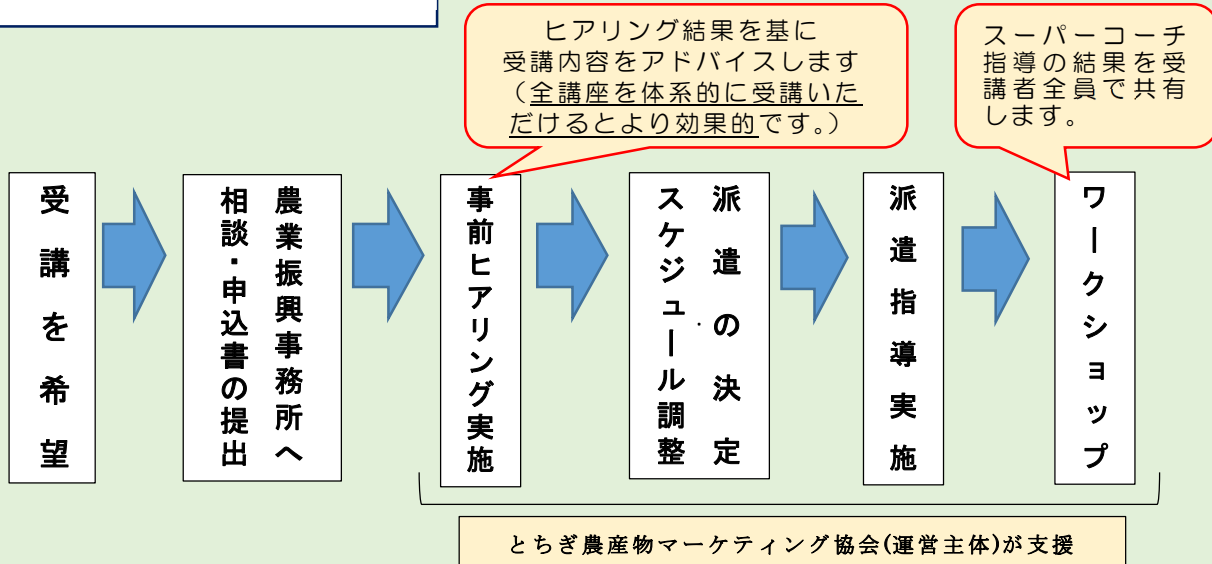 ヒアリング結果を基に
受講内容をアドバイスします
(全講座を体系的に受講いた
だけるとより効果的です。)
スーパーコーチ
指導の結果を受
講者全員で共有
します。
受講を希望
農業振興事務所へ
相談・申込書の提出
事前ヒアリング実施
派遣の決定
スケジュール調整
派遣指導実施
ワークショップ
とちぎ農産物マーケティング協会(運営主体)が支援